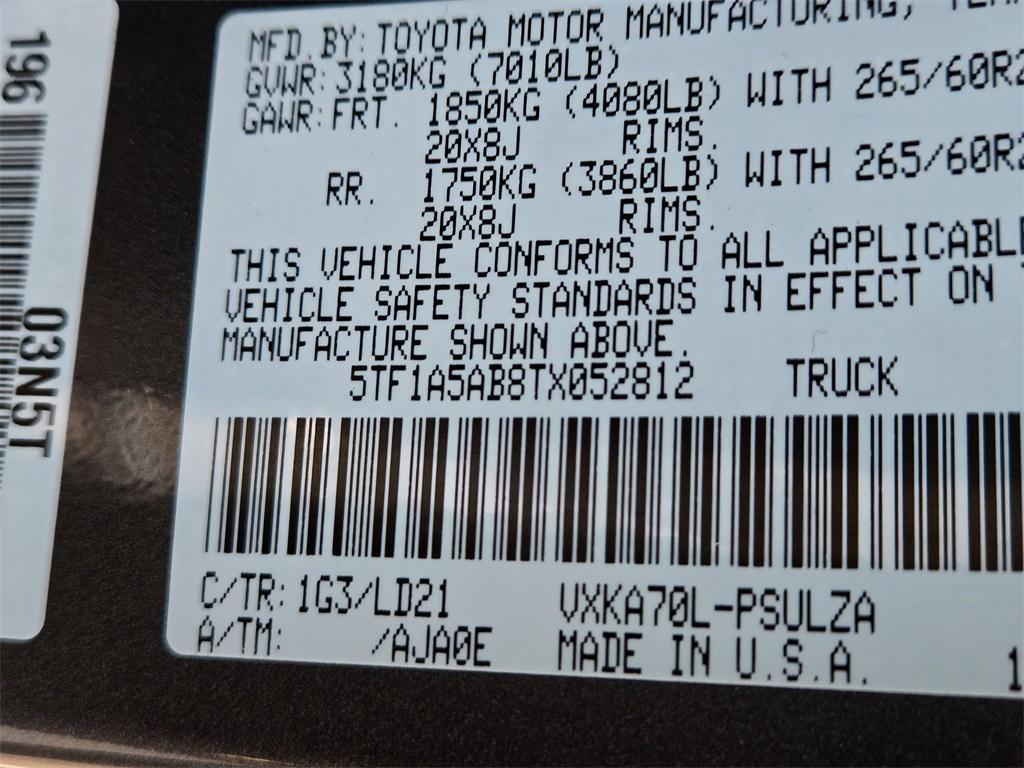 MFD. BY: TOYOTA MOTOR MANUFACTURING,
GVWR: 3180KG (7010LB)
GAWR: FRT. 1850KG (4080LB) WITH 265/60R2
20X8J RIMS.
RR. 1750KG (3860LB) WITH 265/60R2
20X8J RIMS.
THIS VEHICLE CONFORMS TO ALL APPLICABLE
VEHICLE SAFETY STANDARDS IN EFFECT ON
MANUFACTURE SHOWN ABOVE.
5TF1A5AB8TX052812 TRUCK
C/TR: 1G3/LD21 VXKA70L-PSULZA
A/TM: /AJA0E MADE IN U.S.A. 1
196
03N5T